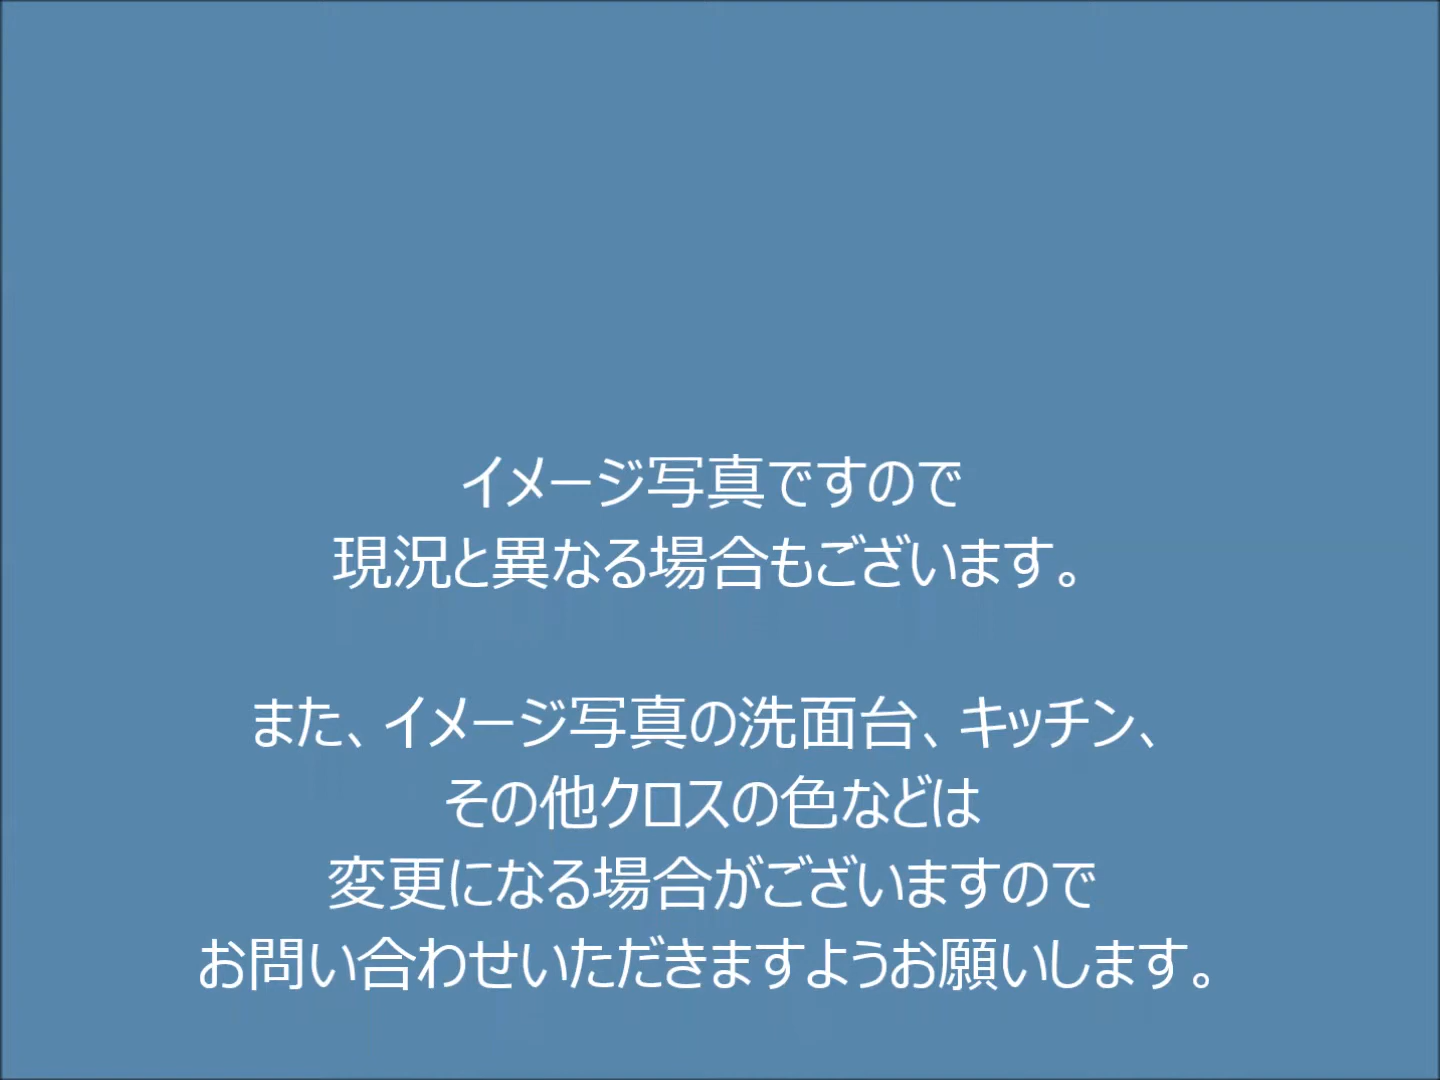 イメージ写真ですので
現況と異なる場合もございます。
また、イメージ写真の洗面台、キッチン、
その他クロスの色などは
変更になる場合がございますので
お問い合わせいただきますようお願いします。